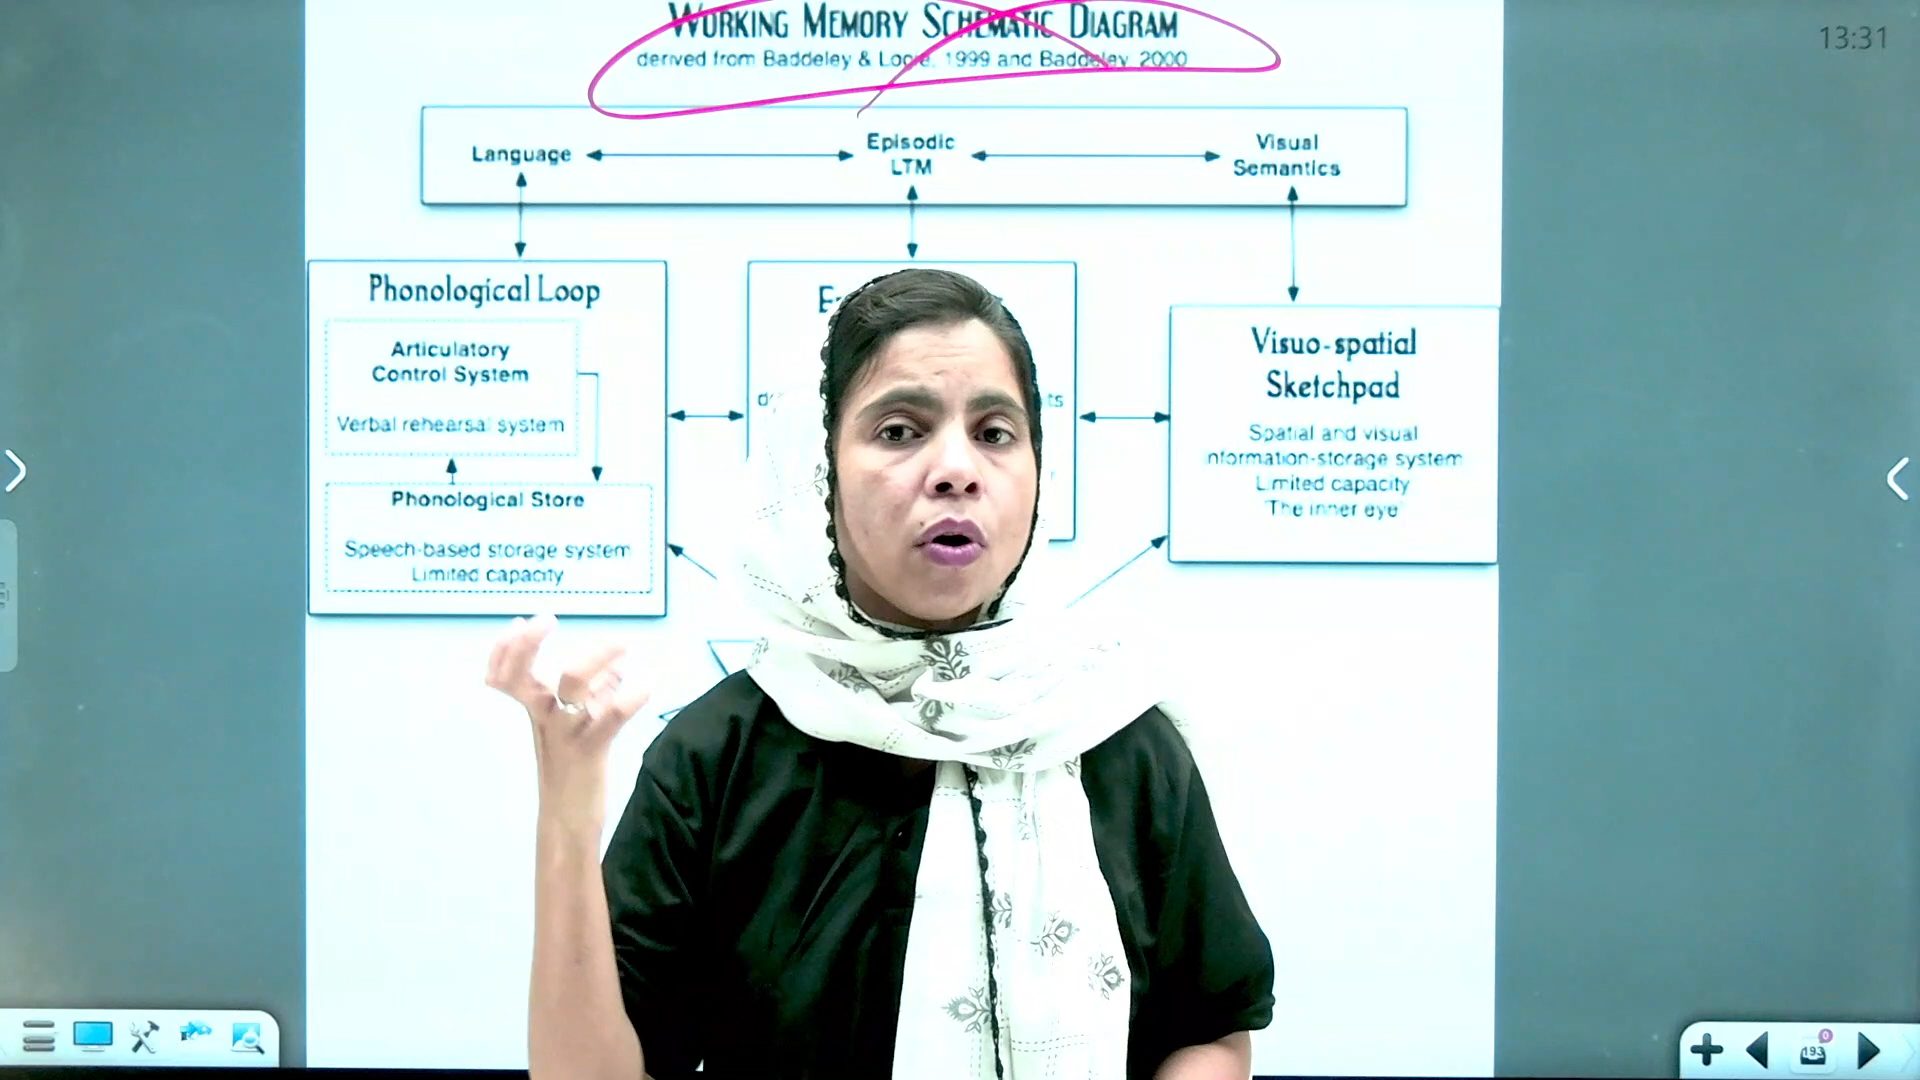 WORKING MEMORY SCHEMATIC DIAGRAM
derived from Baddeley & Logie, 1999 and Baddeley, 2000
13:31
Language
Episodic
LTM
Visual
Semantics
Phonological Loop
Articulatory
Control System
Verbal rehearsal system
Phonological Store
Speech-based storage system
Limited capacity
Visuo-spatial
Sketchpad
Spatial and visual
information-storage system
Limited capacity
'The inner eye'
193
0